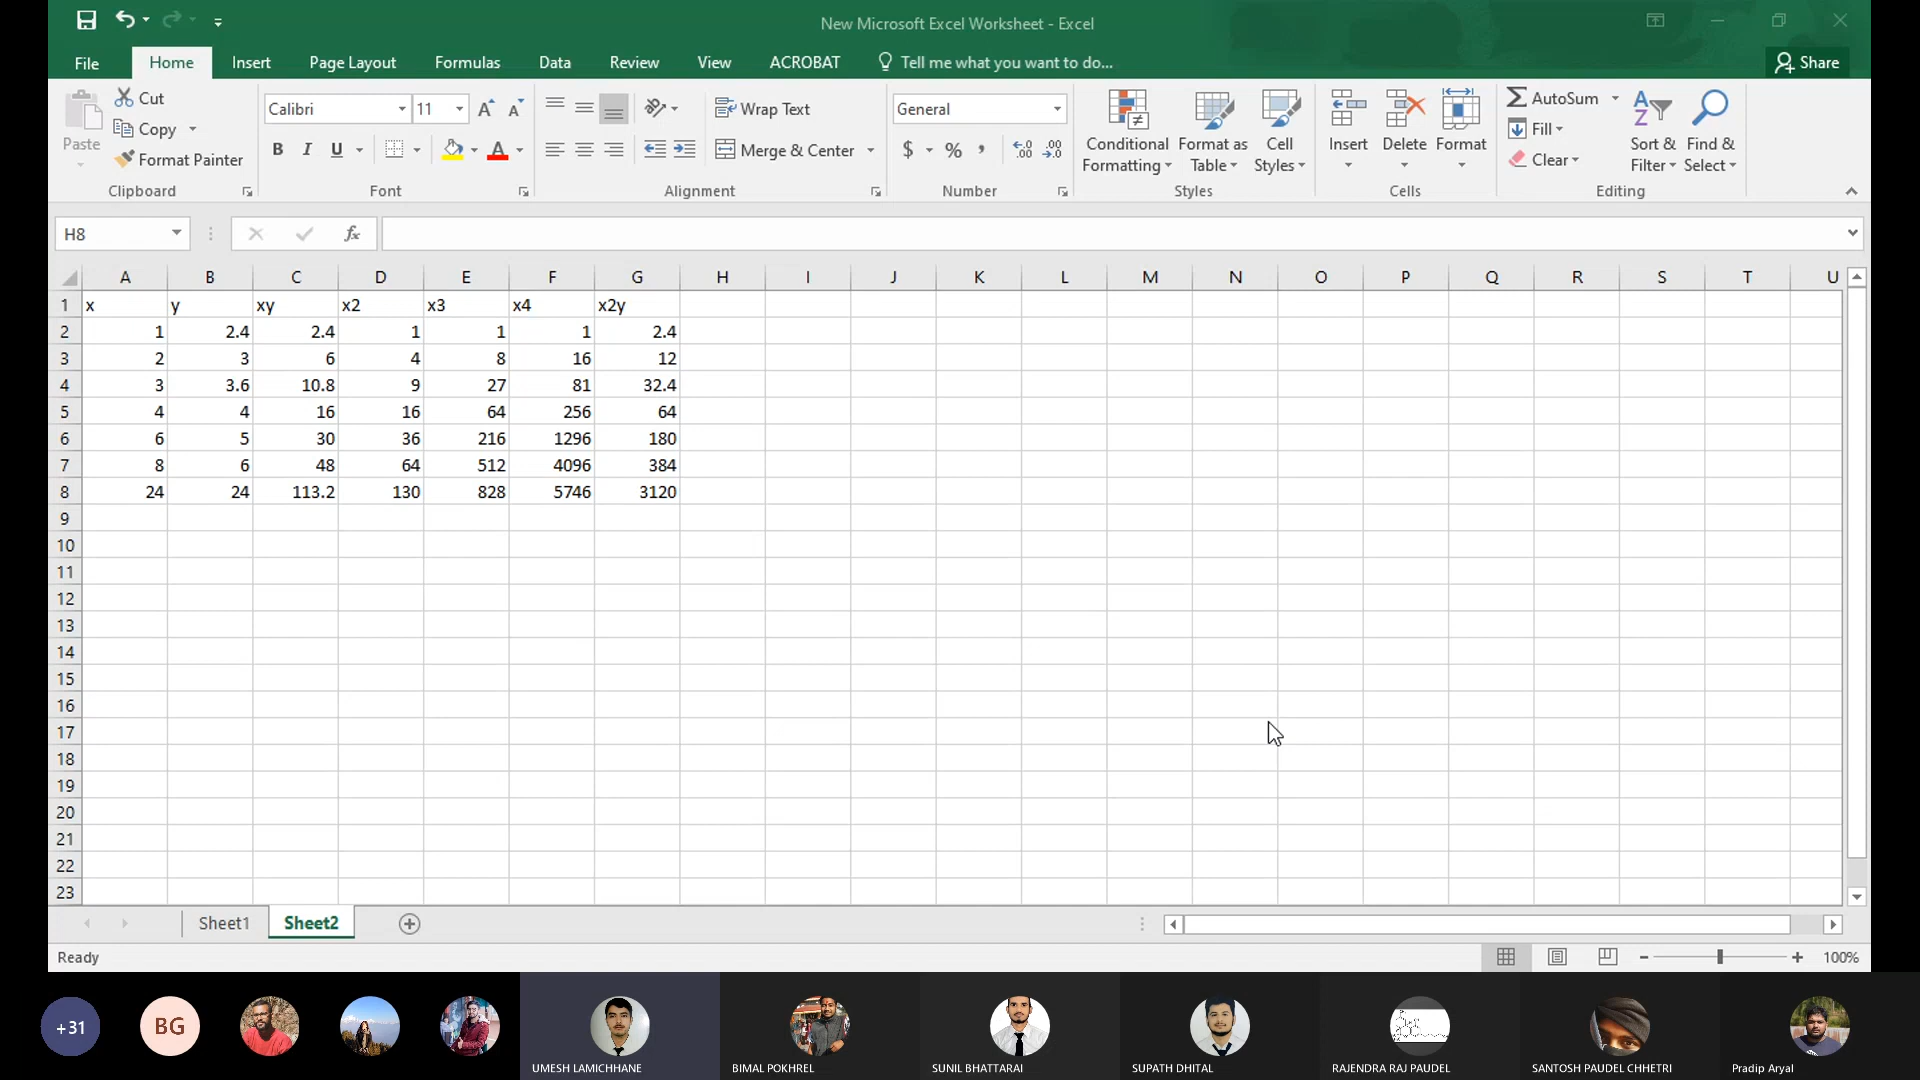 New Microsoft Excel Worksheet - Excel
File Home Insert Page Layout Formulas Data Review View ACROBAT Tell me what you want to do... Share
Cut
Copy
Format Painter
Paste
Clipboard
Calibri 11
B I U A
Font
Wrap Text
Merge & Center
Alignment
General
$ % ,
Number
Conditional Formatting
Format as Table
Cell Styles
Styles
Insert Delete Format
Cells
AutoSum
Fill
Clear
Sort & Filter
Find & Select
Editing
H8 fx
A B C D E F G H I J K L M N O P Q R S T U
1 x y xy x2 x3 x4 x2y
2 1 2.4 2.4 1 1 1 2.4
3 2 3 6 4 8 16 12
4 3 3.6 10.8 9 27 81 32.4
5 4 4 16 16 64 256 64
6 6 5 30 36 216 1296 180
7 8 6 48 64 512 4096 384
8 24 24 113.2 130 828 5746 3120
9
10
11
12
13
14
15
16
17
18
19
20
21
22
23
Sheet1 Sheet2
Ready 100%
+31 BG
UMESH LAMICHHANE BIMAL POKHREL SUNIL BHATTARAI SUPATH DHITAL RAJENDRA RAJ PAUDEL SANTOSH PAUDEL CHHETRI Pradip Aryal